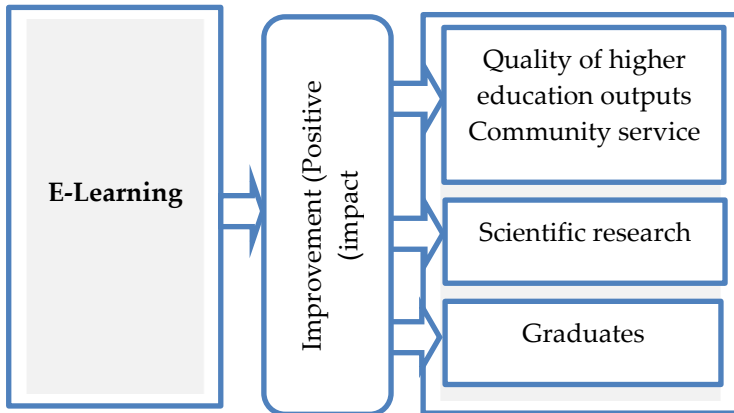 E-Learning
Improvement (Positive
(impact
Quality of higher
education outputs
Community service
Scientific research
Graduates